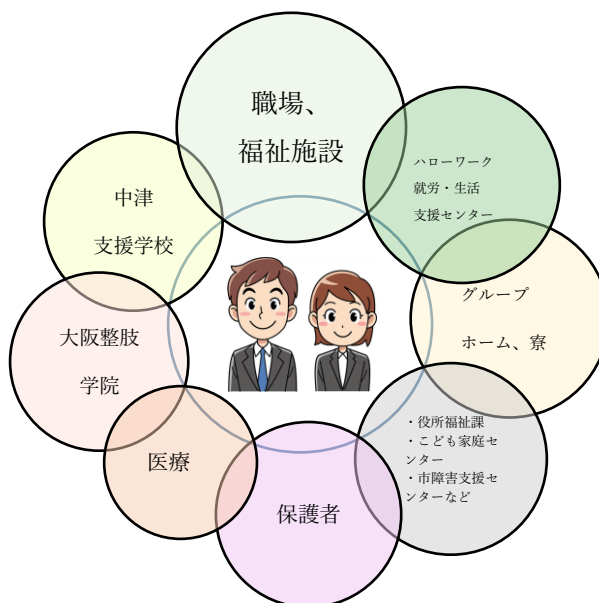 職場、
福祉施設
ハローワーク
就労・生活
支援センター
グループ
ホーム、寮
・役所福祉課
・こども家庭セ
ンター
・市障害支援セ
ンターなど
保護者
医療
大阪整肢
学院
中津
支援学校